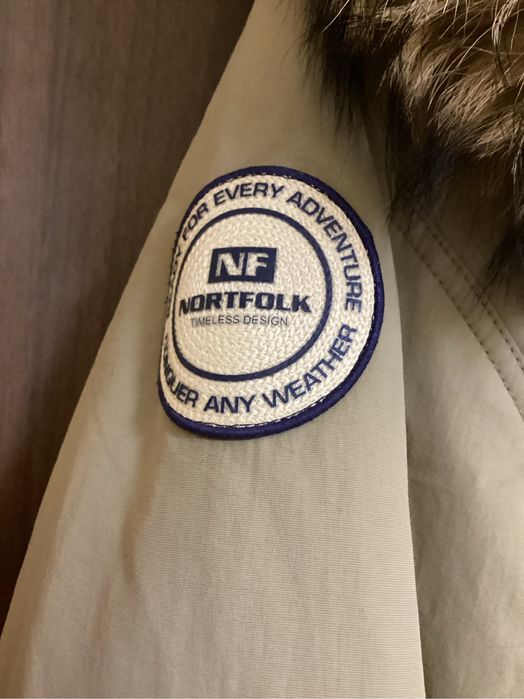 FOR EVERY ADVENTURE
NF
NORTFOLK
TIMELESS DESIGN
ANY WEATHER